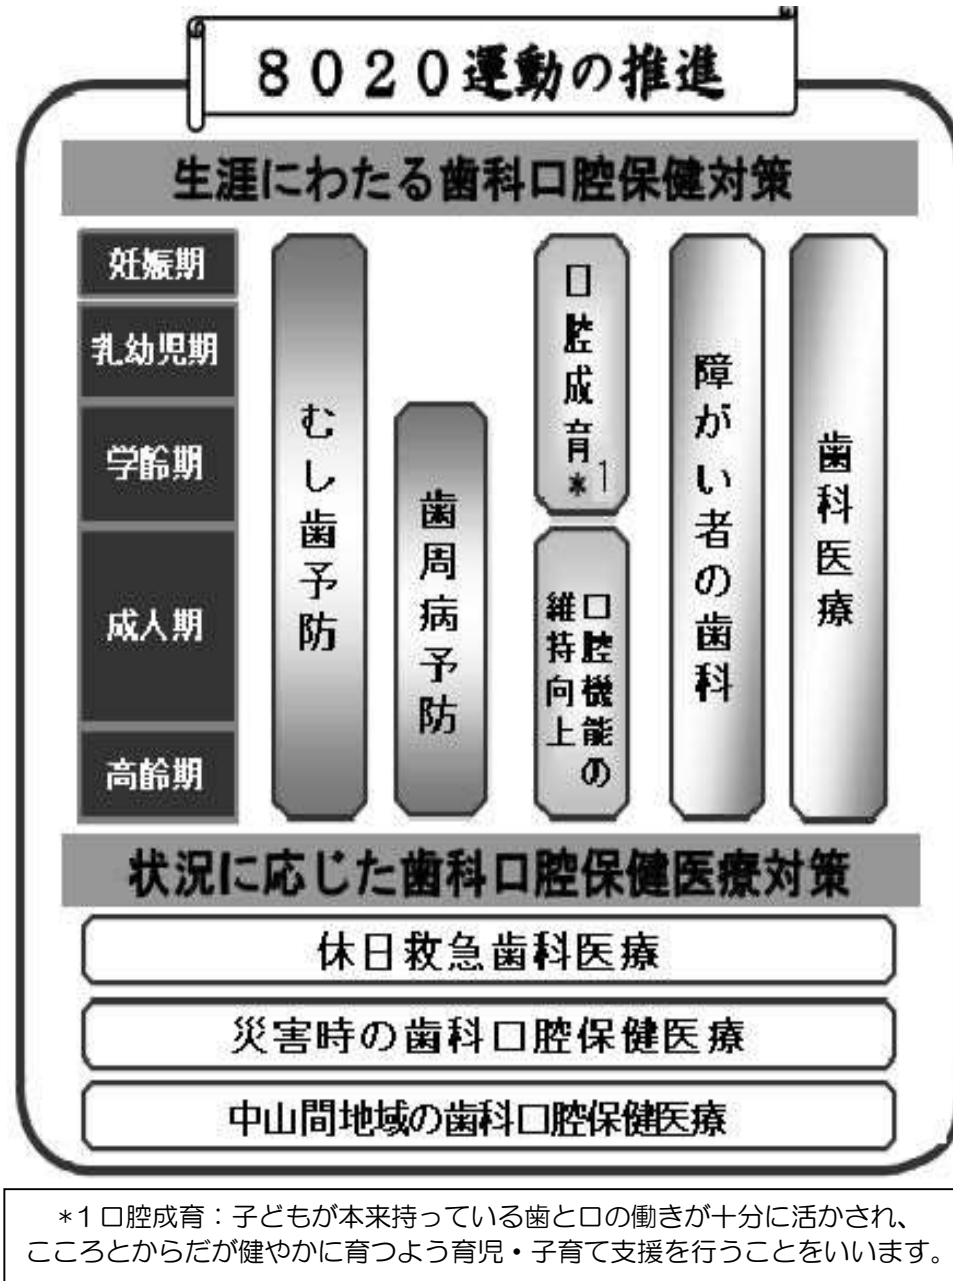 8020運動の推進
生涯にわたる歯科口腔保健対策
妊娠期
乳幼児期
学齢期
成人期
高齢期
むし歯予防
歯周病予防
口腔成育*1
口腔機能の
維持向上
障がい者の歯科
歯科医療
状況に応じた歯科口腔保健医療対策
休日救急歯科医療
災害時の歯科口腔保健医療
中山間地域の歯科口腔保健医療
*1口腔成育：子どもが本来持っている歯と口の働きが十分に活かされ、
こころとからだが健やかに育つよう育児・子育て支援を行うことをいいます。